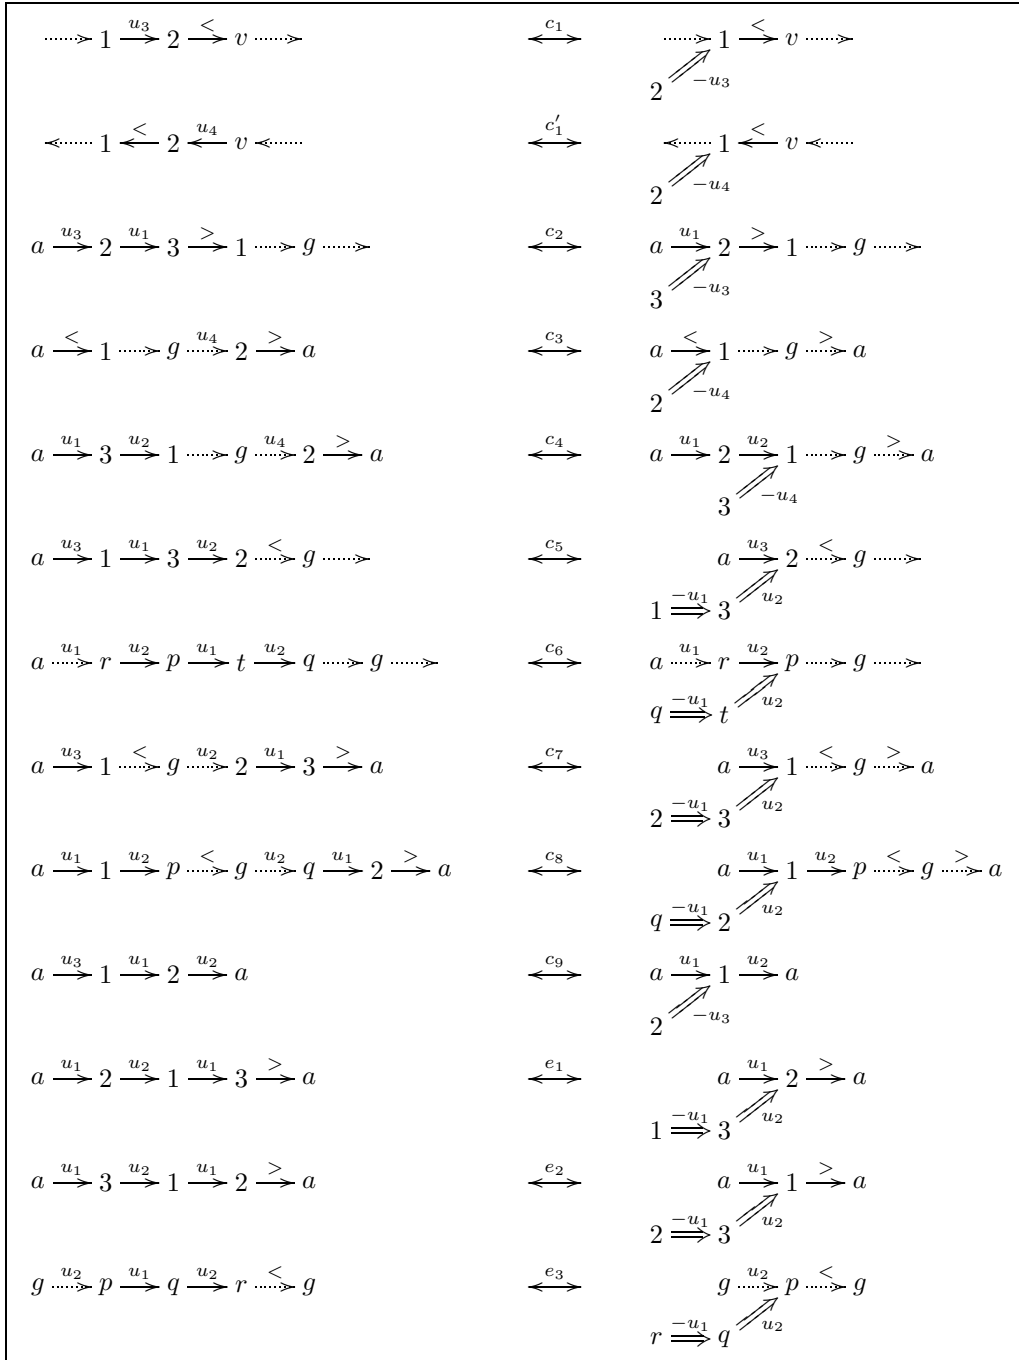 u₃ < c₁ <
1 2 v 1 v
−u₃
2
< u₄ c′₁ <
1 2 v 1 v
−u₄
2
u₃ u₁ > c₂ u₁ >
a 2 3 1 g a 2 1 g
−u₃
3
< u₄ > c₃ < >
a 1 g 2 a a 1 g a
−u₄
2
u₁ u₂ u₄ > c₄ u₁ u₂ >
a 3 1 g 2 a a 2 1 g a
−u₄
3
u₃ u₁ u₂ < c₅ u₃ <
a 1 3 2 g a 2 g
−u₁ u₂
1 3
u₁ u₂ u₁ u₂ c₆ u₁ u₂
a r p t q g a r p g
−u₁ u₂
q t
u₃ < u₂ u₁ > c₇ u₃ < >
a 1 g 2 3 a a 1 g a
−u₁ u₂
2 3
u₁ u₂ < u₂ u₁ > c₈ u₁ u₂ < >
a 1 p g q 2 a a 1 p g a
−u₁ u₂
q 2
u₃ u₁ u₂ c₉ u₁ u₂
a 1 2 a a 1 a
−u₃
2
u₁ u₂ u₁ > e₁ u₁ >
a 2 1 3 a a 2 a
−u₁ u₂
1 3
u₁ u₂ u₁ > e₂ u₁ >
a 3 1 2 a a 1 a
−u₁ u₂
2 3
u₂ u₁ u₂ < e₃ u₂ <
g p q r g g p g
−u₁ u₂
r q